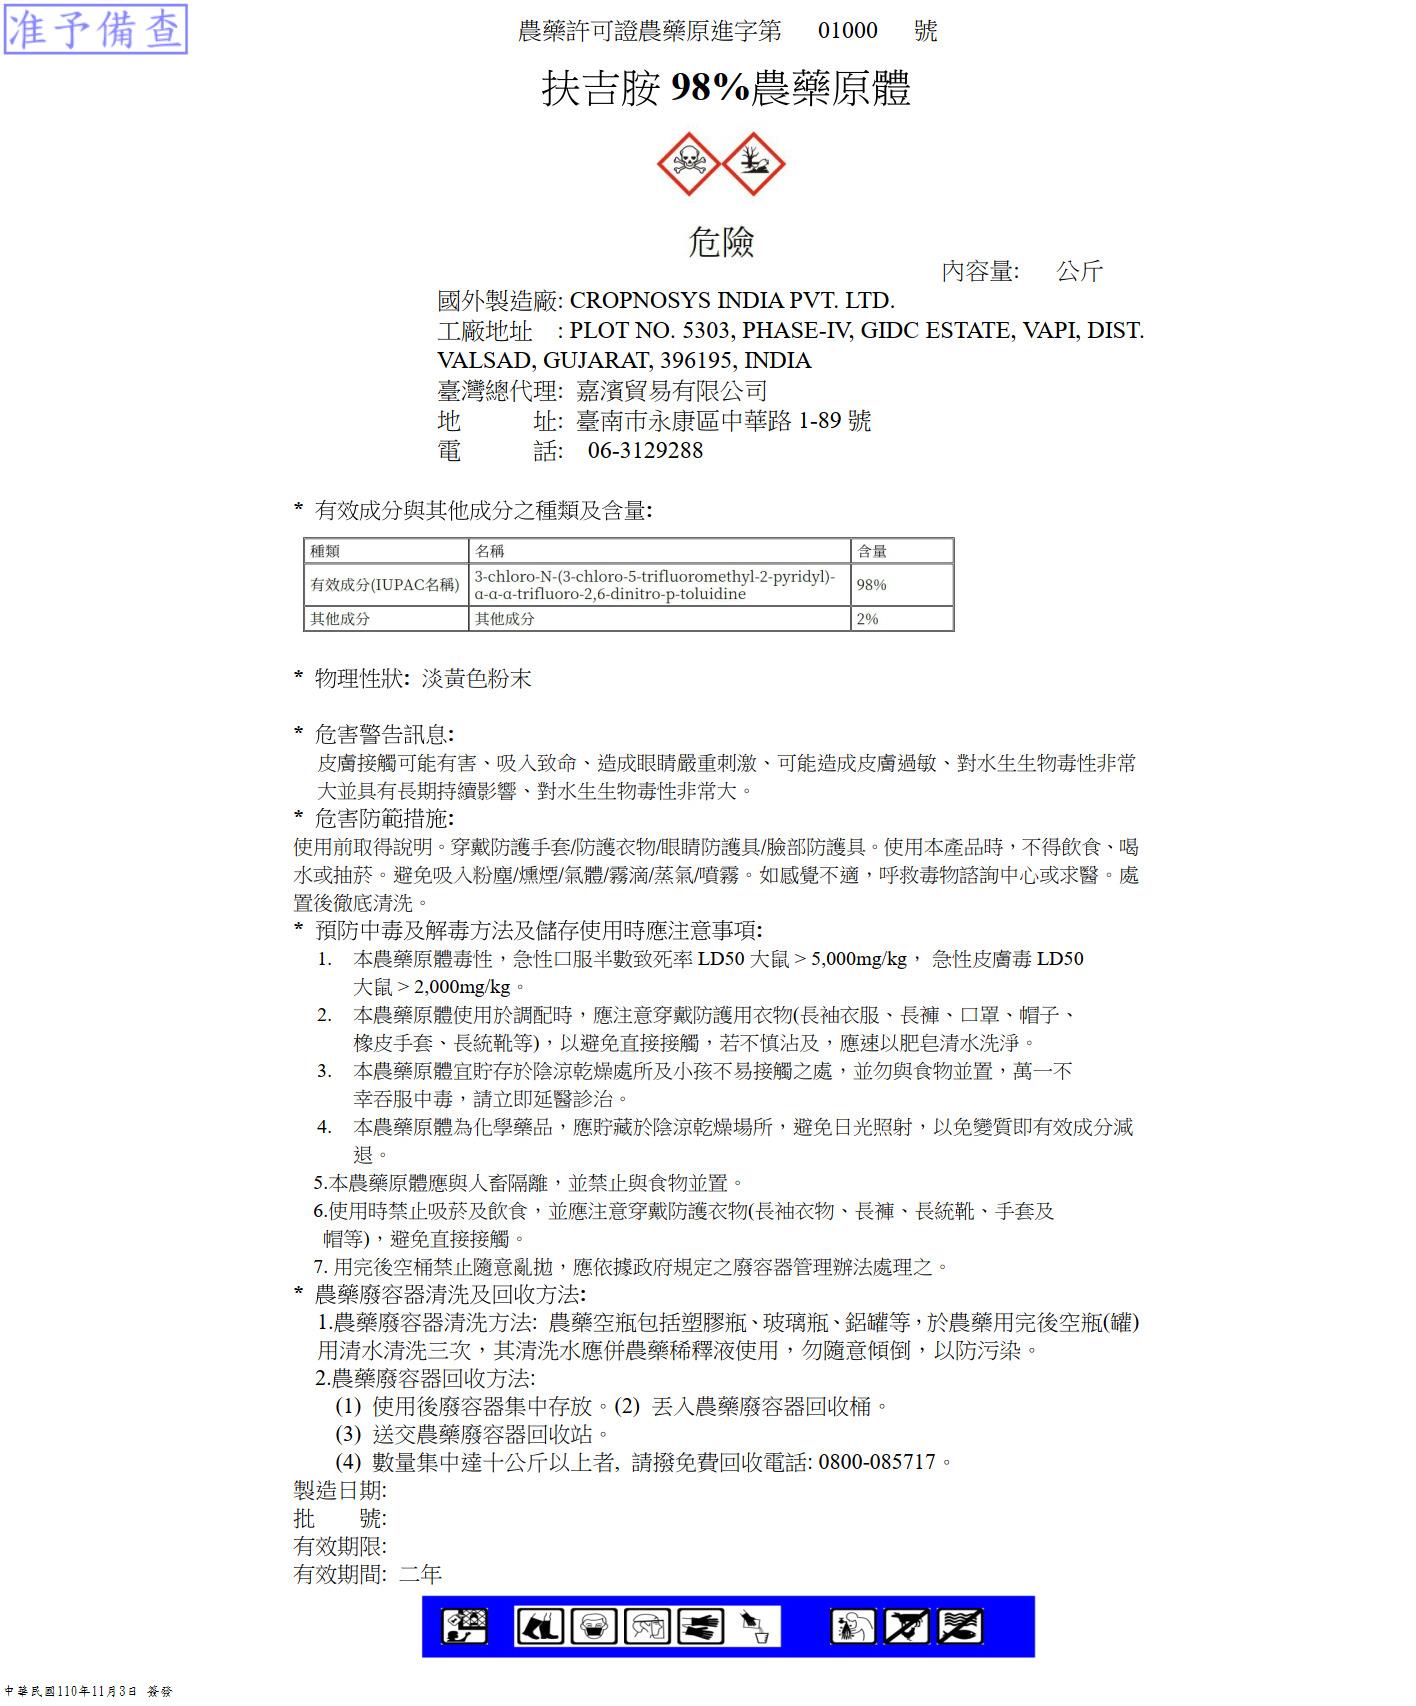 准予備查
農藥許可證農藥原進字第 01000 號
扶吉胺 98%農藥原體
危險
內容量: 公斤
國外製造廠: CROPNOSYS INDIA PVT. LTD.
工廠地址 : PLOT NO. 5303, PHASE-IV, GIDC ESTATE, VAPI, DIST.
VALSAD, GUJARAT, 396195, INDIA
臺灣總代理: 嘉濱貿易有限公司
地 址: 臺南市永康區中華路 1-89 號
電 話: 06-3129288
* 有效成分與其他成分之種類及含量:
種類 名稱 含量
有效成分(IUPAC名稱) 3-chloro-N-(3-chloro-5-trifluoromethyl-2-pyridyl)- 98%
α-α-α-trifluoro-2,6-dinitro-p-toluidine
其他成分 其他成分 2%
* 物理性狀: 淡黃色粉末
* 危害警告訊息:
皮膚接觸可能有害、吸入致命、造成眼睛嚴重刺激、可能造成皮膚過敏、對水生生物毒性非常
大並具有長期持續影響、對水生生物毒性非常大。
* 危害防範措施:
使用前取得說明。穿戴防護手套/防護衣物/眼睛防護具/臉部防護具。使用本產品時，不得飲食、喝
水或抽菸。避免吸入粉塵/燻煙/氣體/霧滴/蒸氣/噴霧。如感覺不適，呼救毒物諮詢中心或求醫。處
置後徹底清洗。
* 預防中毒及解毒方法及儲存使用時應注意事項:
1. 本農藥原體毒性，急性口服半數致死率 LD50 大鼠 > 5,000mg/kg， 急性皮膚毒 LD50
大鼠 > 2,000mg/kg。
2. 本農藥原體使用於調配時，應注意穿戴防護用衣物(長袖衣服、長褲、口罩、帽子、
橡皮手套、長統靴等)，以避免直接接觸，若不慎沾及，應速以肥皂清水洗淨。
3. 本農藥原體宜貯存於陰涼乾燥處所及小孩不易接觸之處，並勿與食物並置，萬一不
幸吞服中毒，請立即延醫診治。
4. 本農藥原體為化學藥品，應貯藏於陰涼乾燥場所，避免日光照射，以免變質即有效成分減
退。
5.本農藥原體應與人畜隔離，並禁止與食物並置。
6.使用時禁止吸菸及飲食，並應注意穿戴防護衣物(長袖衣物、長褲、長統靴、手套及
帽等)，避免直接接觸。
7. 用完後空桶禁止隨意亂拋，應依據政府規定之廢容器管理辦法處理之。
* 農藥廢容器清洗及回收方法:
1.農藥廢容器清洗方法: 農藥空瓶包括塑膠瓶、玻璃瓶、鋁罐等，於農藥用完後空瓶(罐)
用清水清洗三次，其清洗水應併農藥稀釋液使用，勿隨意傾倒，以防污染。
2.農藥廢容器回收方法:
(1) 使用後廢容器集中存放。(2) 丟入農藥廢容器回收桶。
(3) 送交農藥廢容器回收站。
(4) 數量集中達十公斤以上者, 請撥免費回收電話: 0800-085717。
製造日期:
批 號:
有效期限:
有效期間: 二年
中華民國110年11月3日 簽發